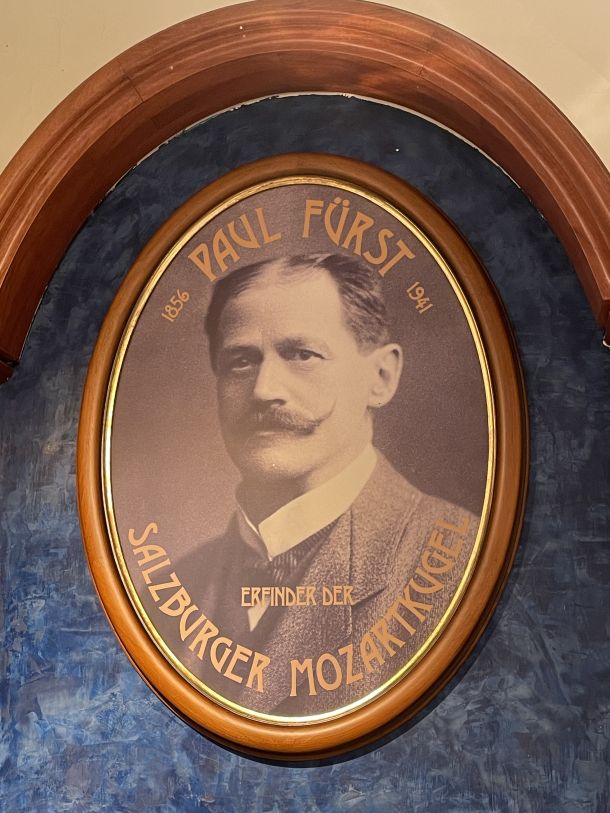 PAUL FÜRST
1856 1941
ERFINDER DER
SALZBURGER MOZARTKUGEL